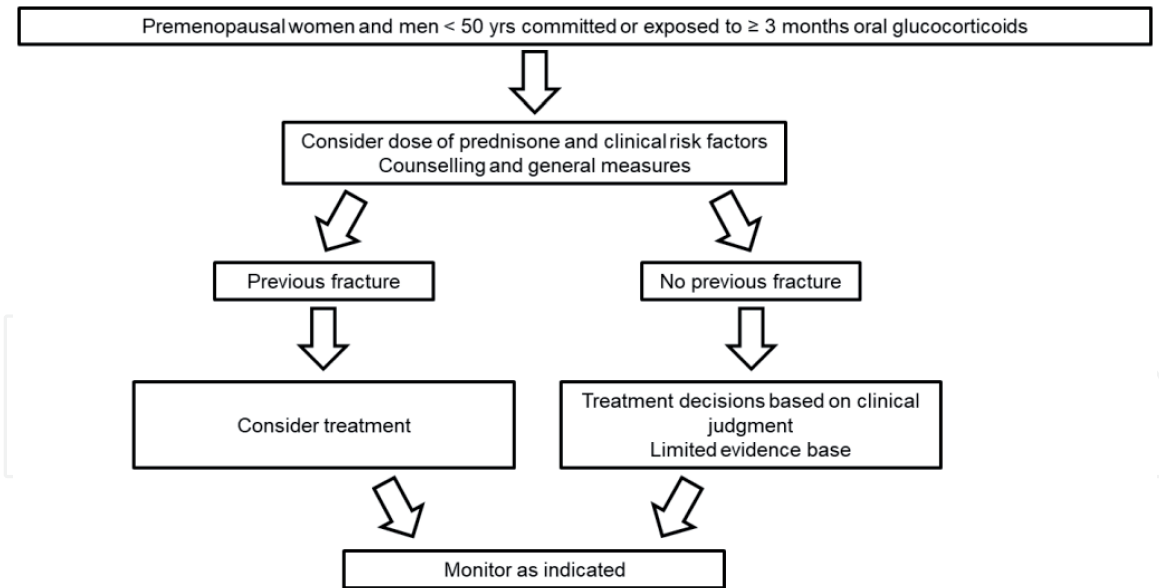 Premenopausal women and men < 50 yrs committed or exposed to ≥ 3 months oral glucocorticoids
Consider dose of prednisone and clinical risk factors
Counselling and general measures
Previous fracture
No previous fracture
Consider treatment
Treatment decisions based on clinical
judgment
Limited evidence base
Monitor as indicated